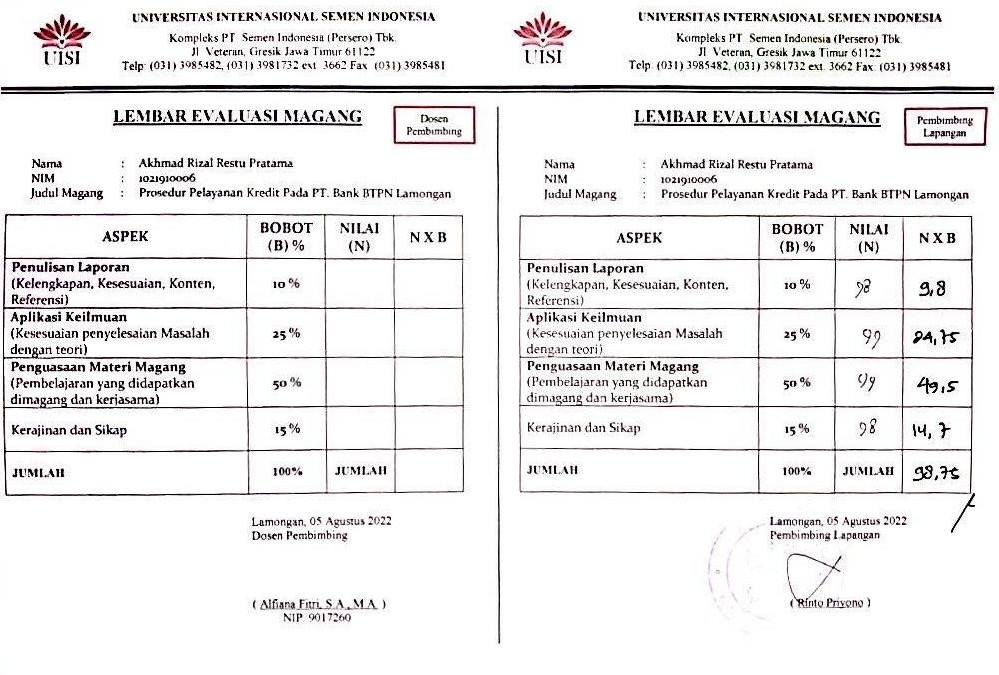 UISI
UNIVERSITAS INTERNASIONAL SEMEN INDONESIA
Kompleks PT Semen Indonesia (Persero) Tbk.
Jl Veteran, Gresik Jawa Timur 61122
Telp: (031) 3985482, (031) 3981732 ext. 3662 Fax (031) 3985481
LEMBAR EVALUASI MAGANG
Dosen
Pembimbing
Nama : Akhmad Rizal Restu Pratama
NIM : 1021910006
Judul Magang : Prosedur Pelayanan Kredit Pada PT. Bank BTPN Lamongan
ASPEK BOBOT (B) % NILAI (N) N X B
Penulisan Laporan
(Kelengkapan, Kesesuaian, Konten, 10 %
Referensi)
Aplikasi Keilmuan
(Kesesuaian penyelesaian Masalah 25 %
dengan teori)
Penguasaan Materi Magang
(Pembelajaran yang didapatkan 50 %
dimagang dan kerjasama)
Kerajinan dan Sikap 15 %
JUMLAH 100% JUMLAH
Lamongan, 05 Agustus 2022
Dosen Pembimbing
( Alfiana Fitri, S.A., M.A. )
NIP. 9017260
UISI
UNIVERSITAS INTERNASIONAL SEMEN INDONESIA
Kompleks PT Semen Indonesia (Persero) Tbk.
Jl Veteran, Gresik Jawa Timur 61122
Telp: (031) 3985482, (031) 3981732 ext. 3662 Fax: (031) 3985481
LEMBAR EVALUASI MAGANG
Pembimbing
Lapangan
Nama : Akhmad Rizal Restu Pratama
NIM : 1021910006
Judul Magang : Prosedur Pelayanan Kredit Pada PT. Bank BTPN Lamongan
ASPEK BOBOT (B) % NILAI (N) N X B
Penulisan Laporan
(Kelengkapan, Kesesuaian, Konten, 10 % 98 9,8
Referensi)
Aplikasi Keilmuan
(Kesesuaian penyelesaian Masalah 25 % 99 24,75
dengan teori)
Penguasaan Materi Magang
(Pembelajaran yang didapatkan 50 % 99 49,5
dimagang dan kerjasama)
Kerajinan dan Sikap 15 % 98 14,7
JUMLAH 100% JUMLAH 98,75
Lamongan, 05 Agustus 2022
Pembimbing Lapangan
( Rinto Priyono )